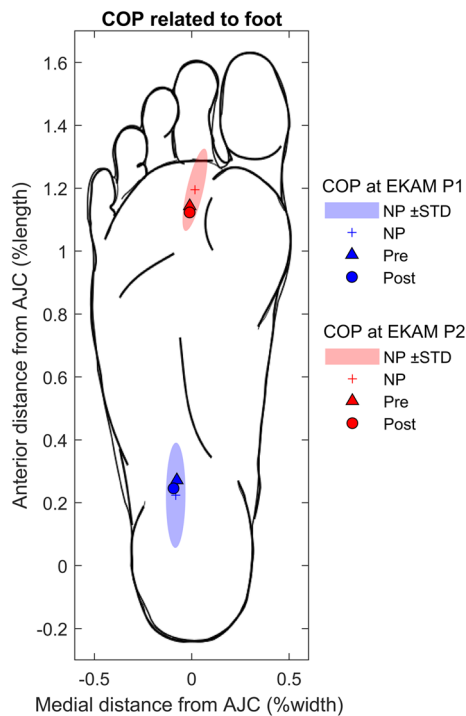 COP related to foot
1.6
1.4
1.2
1
0.8
0.6
0.4
0.2
0
-0.2
Anterior distance from AJC (%length)
-0.5
0
0.5
Medial distance from AJC (%width)
COP at EKAM P1
NP ±STD
NP
Pre
Post
COP at EKAM P2
NP ±STD
NP
Pre
Post